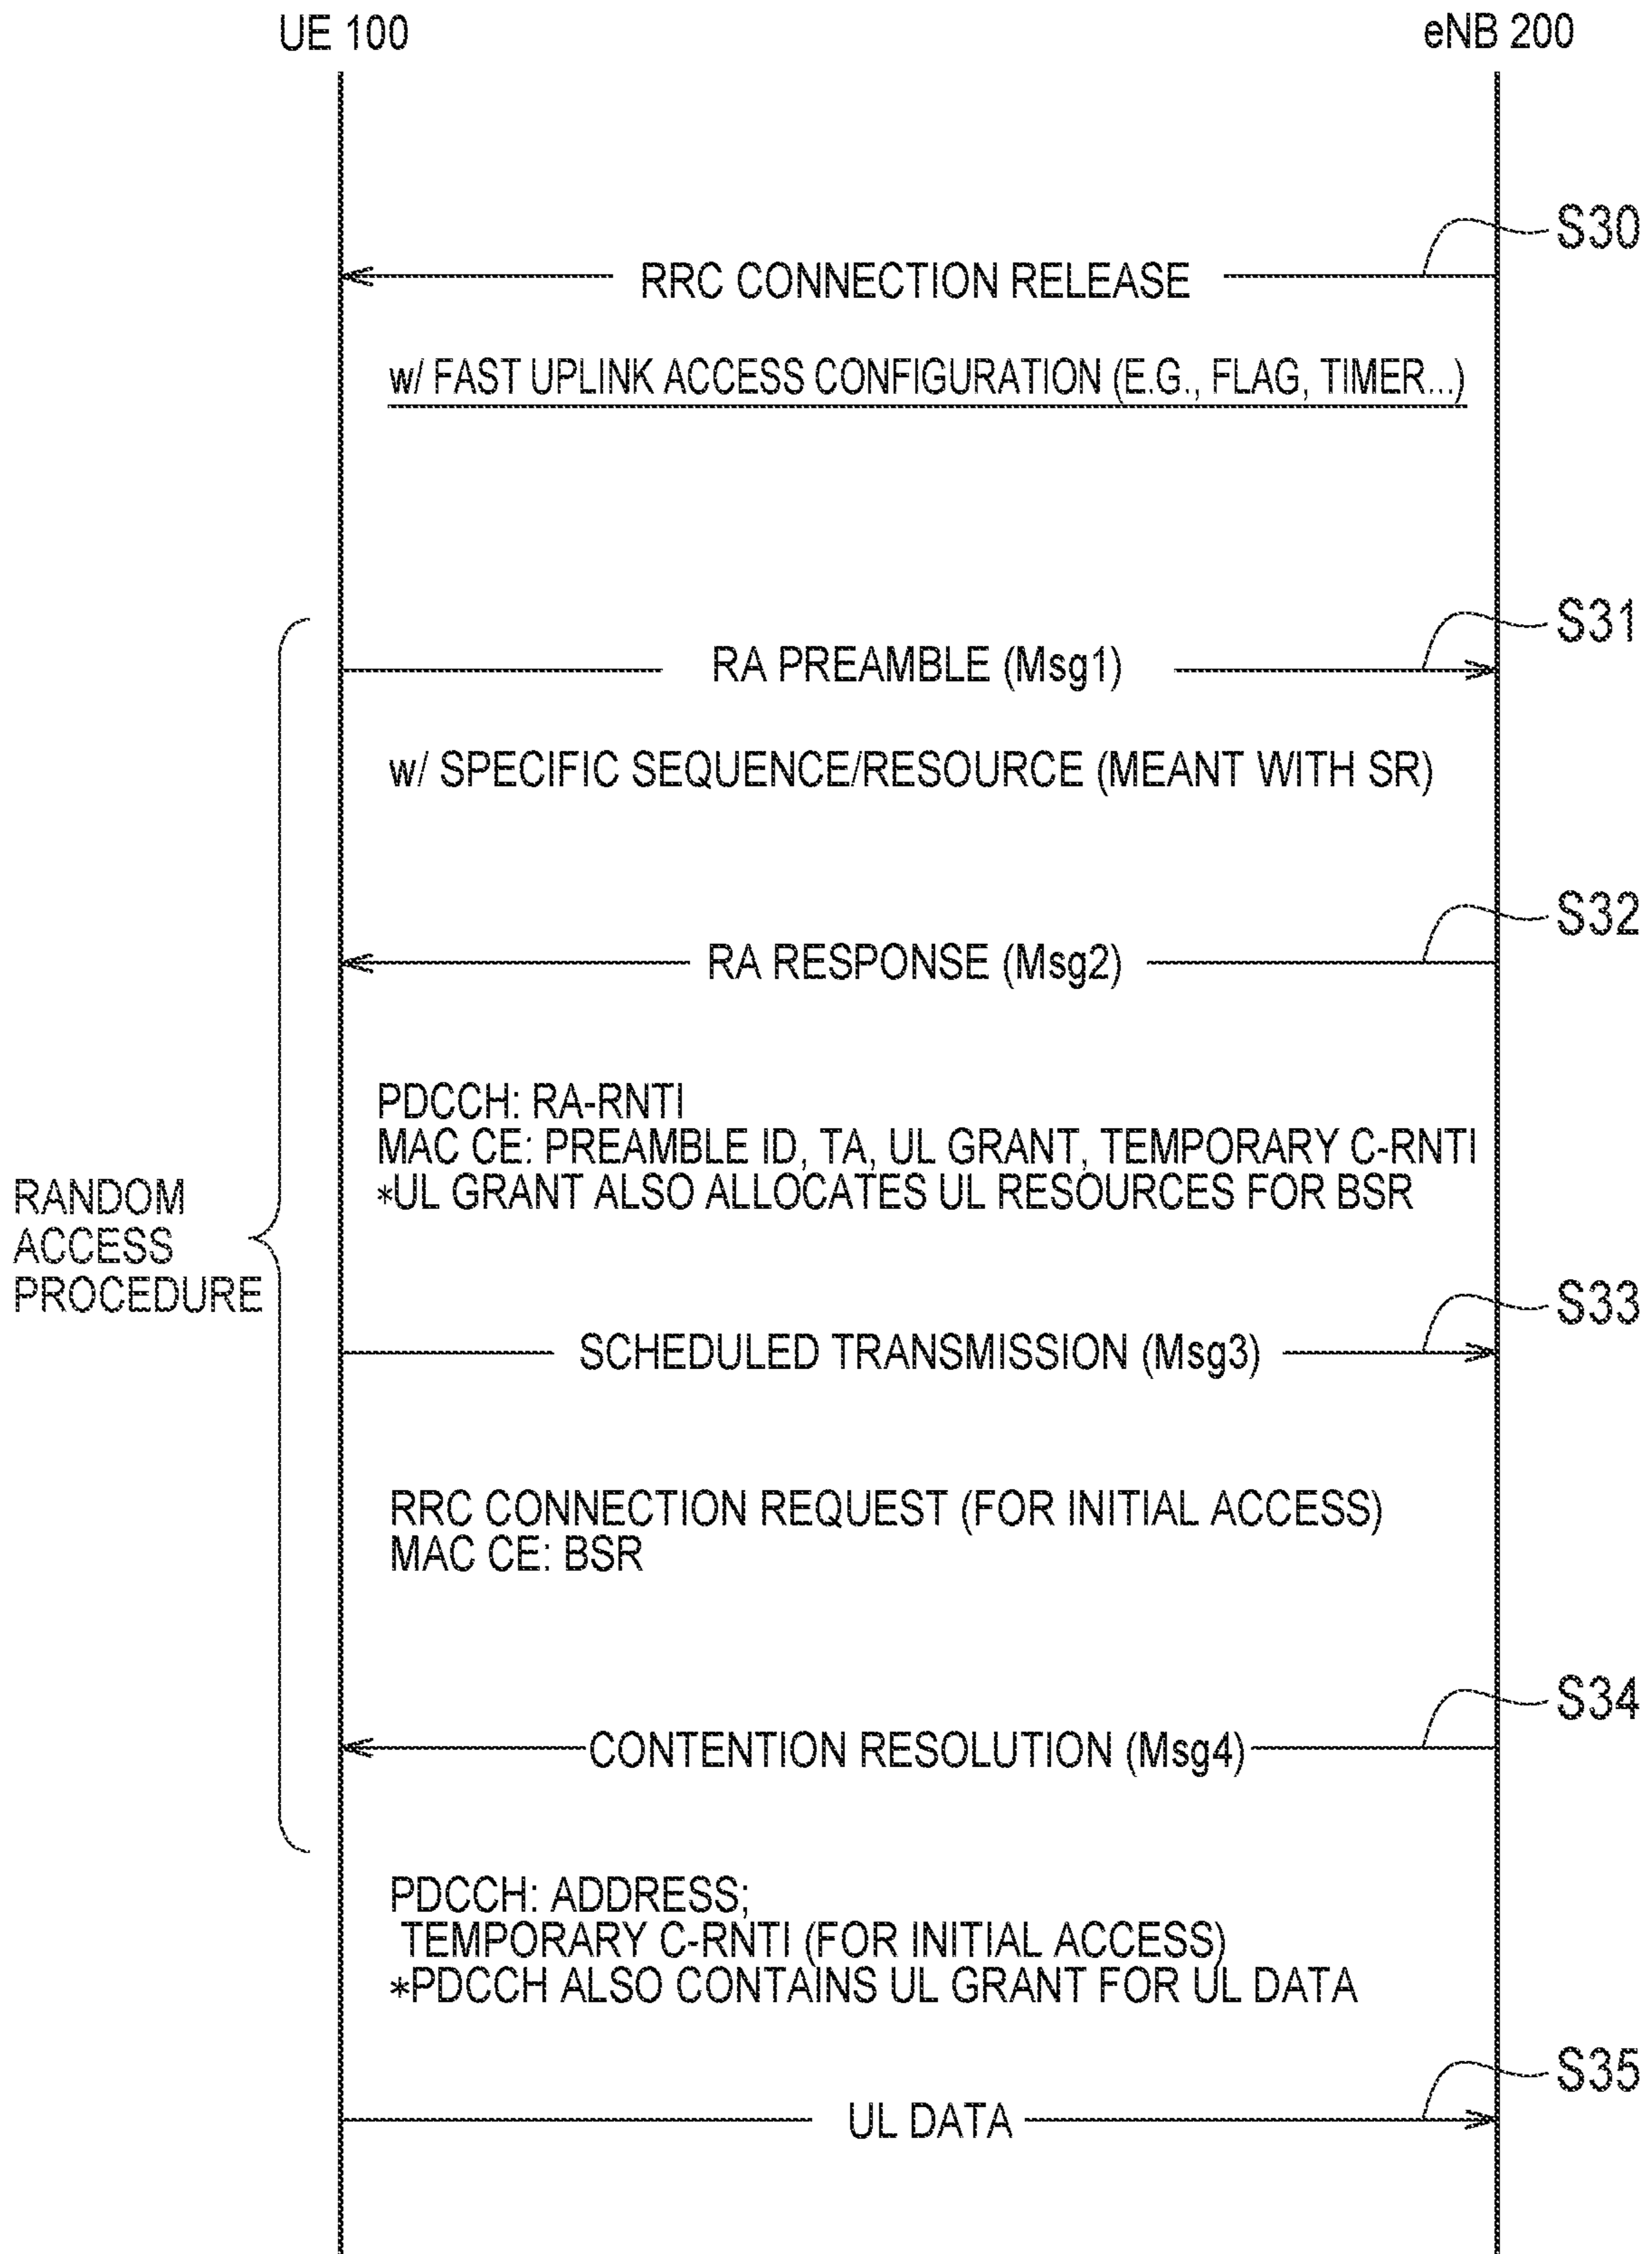 UE 100
eNB 200
S30
RRC CONNECTION RELEASE
w/ FAST UPLINK ACCESS CONFIGURATION (E.G., FLAG, TIMER...)
S31
RA PREAMBLE (Msg1)
w/ SPECIFIC SEQUENCE/RESOURCE (MEANT WITH SR)
S32
RA RESPONSE (Msg2)
PDCCH: RA-RNTI
MAC CE: PREAMBLE ID, TA, UL GRANT, TEMPORARY C-RNTI
*UL GRANT ALSO ALLOCATES UL RESOURCES FOR BSR
RANDOM
ACCESS
PROCEDURE
S33
SCHEDULED TRANSMISSION (Msg3)
RRC CONNECTION REQUEST (FOR INITIAL ACCESS)
MAC CE: BSR
S34
CONTENTION RESOLUTION (Msg4)
PDCCH: ADDRESS;
TEMPORARY C-RNTI (FOR INITIAL ACCESS)
*PDCCH ALSO CONTAINS UL GRANT FOR UL DATA
S35
UL DATA